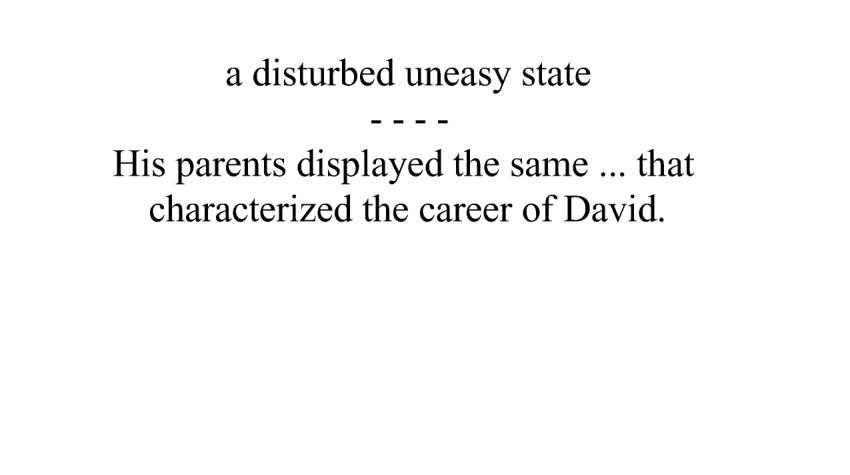 a disturbed uneasy state
- - - -
His parents displayed the same ... that
characterized the career of David.